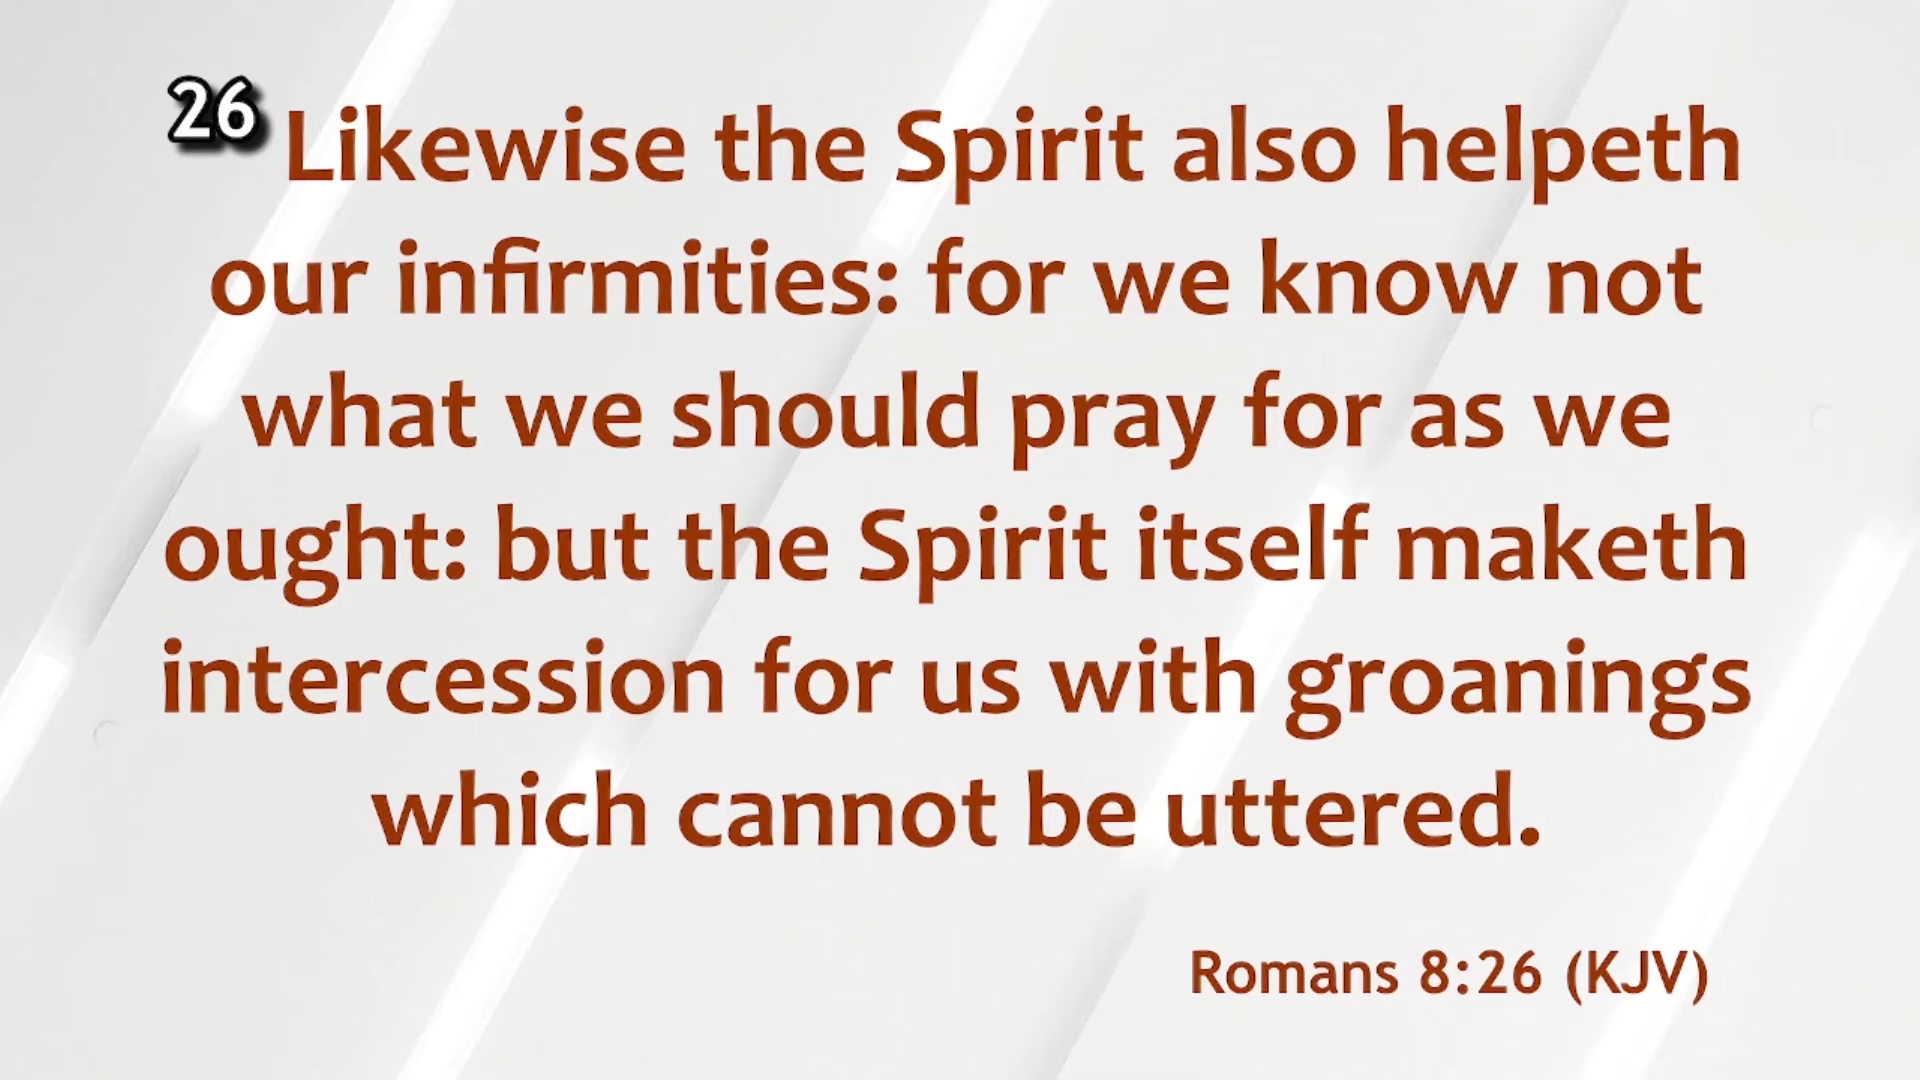 26 Likewise the Spirit also helpeth
our infirmities: for we know not
what we should pray for as we
ought: but the Spirit itself maketh
intercession for us with groanings
which cannot be uttered.
Romans 8:26 (KJV)